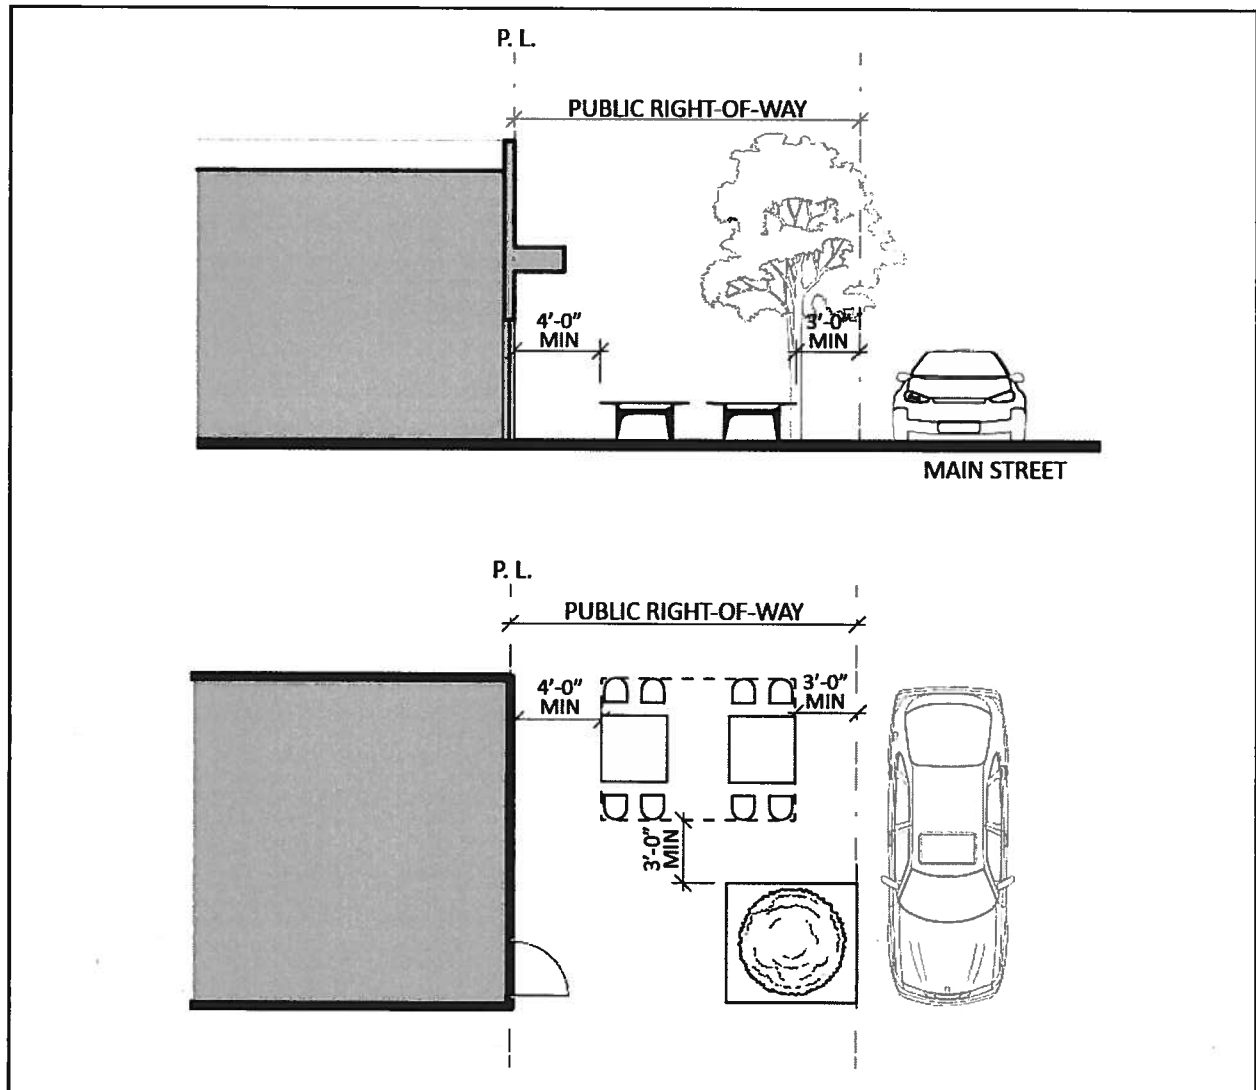 P. L.
PUBLIC RIGHT-OF-WAY
4'-0"
MIN
3'-0"
MIN
MAIN STREET
P. L.
PUBLIC RIGHT-OF-WAY
4'-0"
MIN
3'-0"
MIN
3'-0"
MIN